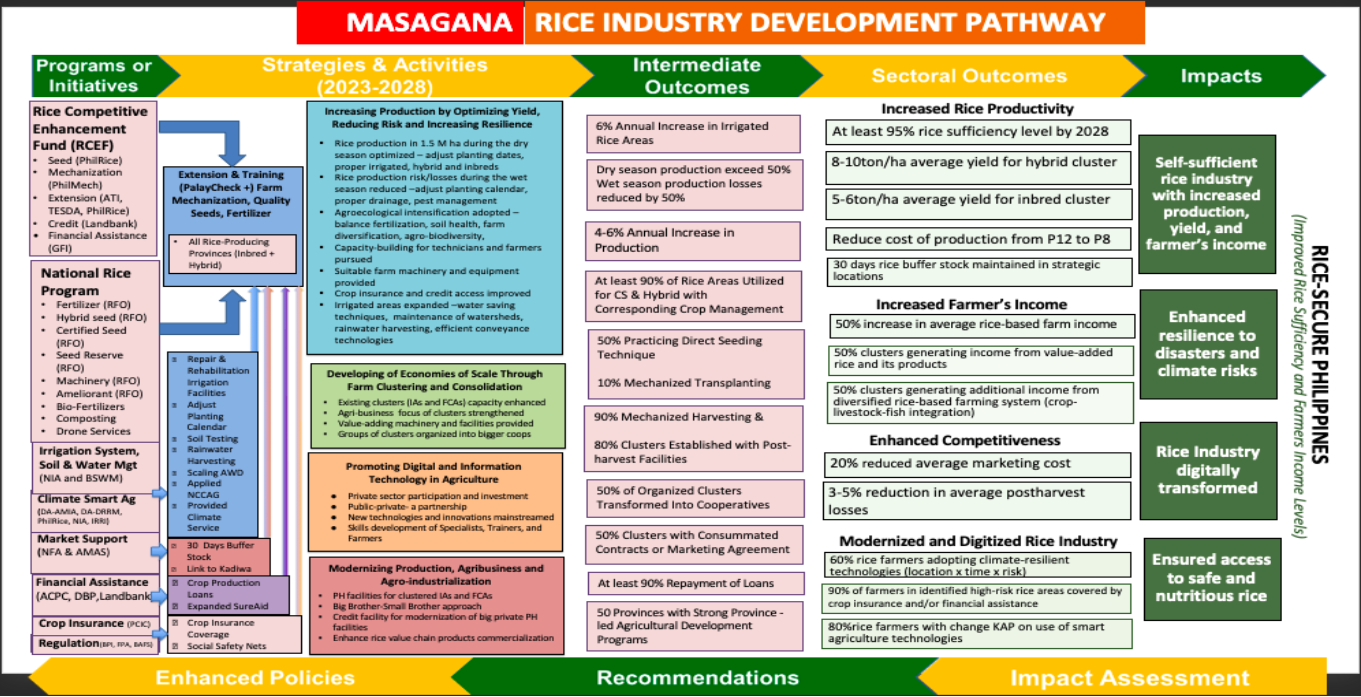 MASAGANA RICE INDUSTRY DEVELOPMENT PATHWAY
Programs or
Initiatives
Strategies & Activities
(2023-2028)
Intermediate
Outcomes
Sectoral Outcomes
Impacts
Rice Competitive
Enhancement
Fund (RCEF)
• Seed (PhilRice)
• Mechanization
(PhilMech)
• Extension (ATI,
TESDA, PhilRice)
• Credit (Landbank)
• Financial Assistance
(GFI)
National Rice
Program
• Fertilizer (RFO)
• Hybrid seed (RFO)
• Certified Seed
(RFO)
• Seed Reserve
(RFO)
• Machinery (RFO)
• Ameliorant (RFO)
• Bio-Fertilizers
• Composting
• Drone Services
Irrigation System,
Soil & Water Mgt
(NIA and BSWM)
Climate Smart Ag
(DA-AMIA, DA-DRRM,
PhilRice, NIA, IRRI)
Market Support
(NFA & AMAS)
Financial Assistance
(ACPC, DBP,Landbank
Crop Insurance (PCIC)
Regulation(BPI, FPA, BAFS)
Extension & Training
(PalayCheck +) Farm
Mechanization, Quality
Seeds, Fertilizer
• All Rice-Producing
Provinces (Inbred +
Hybrid)
Repair &
Rehabilitation
Irrigation
Facilities
Adjust
Planting
Calendar
Soil Testing
Rainwater
Harvesting
Scaling AWD
Applied
NCCAG
Provided
Climate
Service
30 Days Buffer
Stock
Link to Kadiwa
Crop Production
Loans
Expanded SureAid
Crop Insurance
Coverage
Social Safety Nets
Increasing Production by Optimizing Yield,
Reducing Risk and Increasing Resilience
• Rice production in 1.5 M ha during the dry
season optimized – adjust planting dates,
proper irrigated, hybrid and inbreds
• Rice production risk/losses during the wet
season reduced –adjust planting calendar,
proper drainage, pest management
• Agroecological intensification adopted –
balance fertilization, soil health, farm
diversification, agro-biodiversity,
• Capacity-building for technicians and farmers
pursued
• Suitable farm machinery and equipment
provided
• Crop insurance and credit access improved
• Irrigated areas expanded –water saving
techniques, maintenance of watersheds,
rainwater harvesting, efficient conveyance
technologies
Developing of Economies of Scale Through
Farm Clustering and Consolidation
• Existing clusters (IAs and FCAs) capacity enhanced
• Agri-business focus of clusters strengthened
• Value-adding machinery and facilities provided
• Groups of clusters organized into bigger coops
Promoting Digital and Information
Technology in Agriculture
● Private sector participation and investment
● Public-private- a partnership
● New technologies and innovations mainstreamed
● Skills development of Specialists, Trainers, and
Farmers
Modernizing Production, Agribusiness and
Agro-industrialization
• PH facilities for clustered IAs and FCAs
• Big Brother-Small Brother approach
• Credit facility for modernization of big private PH
facilities
• Enhance rice value chain products commercialization
6% Annual Increase in Irrigated
Rice Areas
Dry season production exceed 50%
Wet season production losses
reduced by 50%
4-6% Annual Increase in
Production
At least 90% of Rice Areas Utilized
for CS & Hybrid with
Corresponding Crop Management
50% Practicing Direct Seeding
Technique
10% Mechanized Transplanting
90% Mechanized Harvesting &
80% Clusters Established with Post-
harvest Facilities
50% of Organized Clusters
Transformed Into Cooperatives
50% Clusters with Consummated
Contracts or Marketing Agreement
At least 90% Repayment of Loans
50 Provinces with Strong Province -
led Agricultural Development
Programs
Increased Rice Productivity
At least 95% rice sufficiency level by 2028
8-10ton/ha average yield for hybrid cluster
5-6ton/ha average yield for inbred cluster
Reduce cost of production from P12 to P8
30 days rice buffer stock maintained in strategic
locations
Increased Farmer's Income
50% increase in average rice-based farm income
50% clusters generating income from value-added
rice and its products
50% clusters generating additional income from
diversified rice-based farming system (crop-
livestock-fish integration)
Enhanced Competitiveness
20% reduced average marketing cost
3-5% reduction in average postharvest
losses
Modernized and Digitized Rice Industry
60% rice farmers adopting climate-resilient
technologies (location x time x risk)
90% of farmers in identified high-risk rice areas covered by
crop insurance and/or financial assistance
80%rice farmers with change KAP on use of smart
agriculture technologies
Self-sufficient
rice industry
with increased
production,
yield, and
farmer's income
Enhanced
resilience to
disasters and
climate risks
Rice Industry
digitally
transformed
Ensured access
to safe and
nutritious rice
RICE-SECURE PHILIPPINES
(Improved Rice Sufficiency and Farmers Income Levels)
Enhanced Policies
Recommendations
Impact Assessment